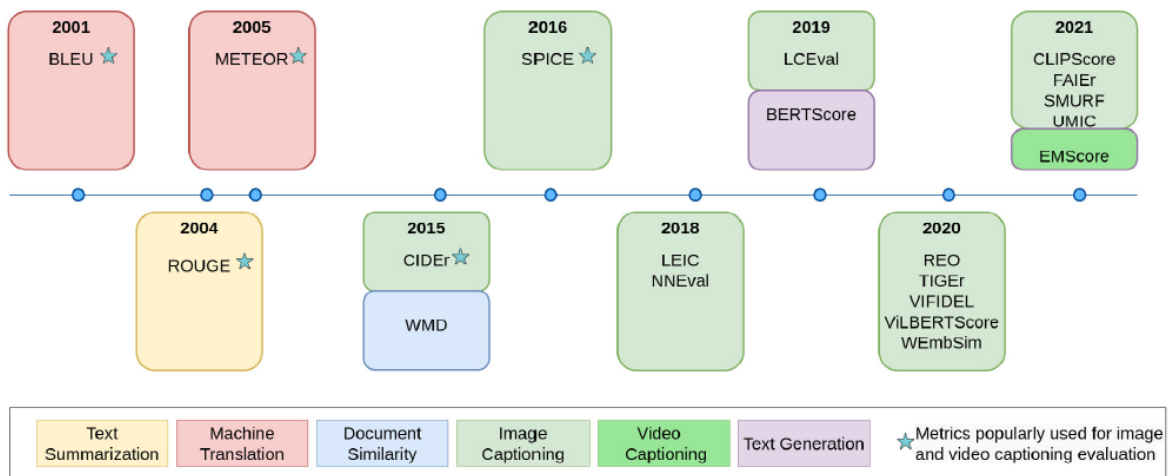 2001
BLEU
2005
METEOR
2016
SPICE
2019
LCEval
BERTScore
2021
CLIPScore
FAIEr
SMURF
UMIC
EMScore
2004
ROUGE
2015
CIDEr
WMD
2018
LEIC
NNEval
2020
REO
TIGEr
VIFIDEL
ViLBERTScore
WEmbSim
Text
Summarization
Machine
Translation
Document
Similarity
Image
Captioning
Video
Captioning
Text Generation
Metrics popularly used for image
and video captioning evaluation